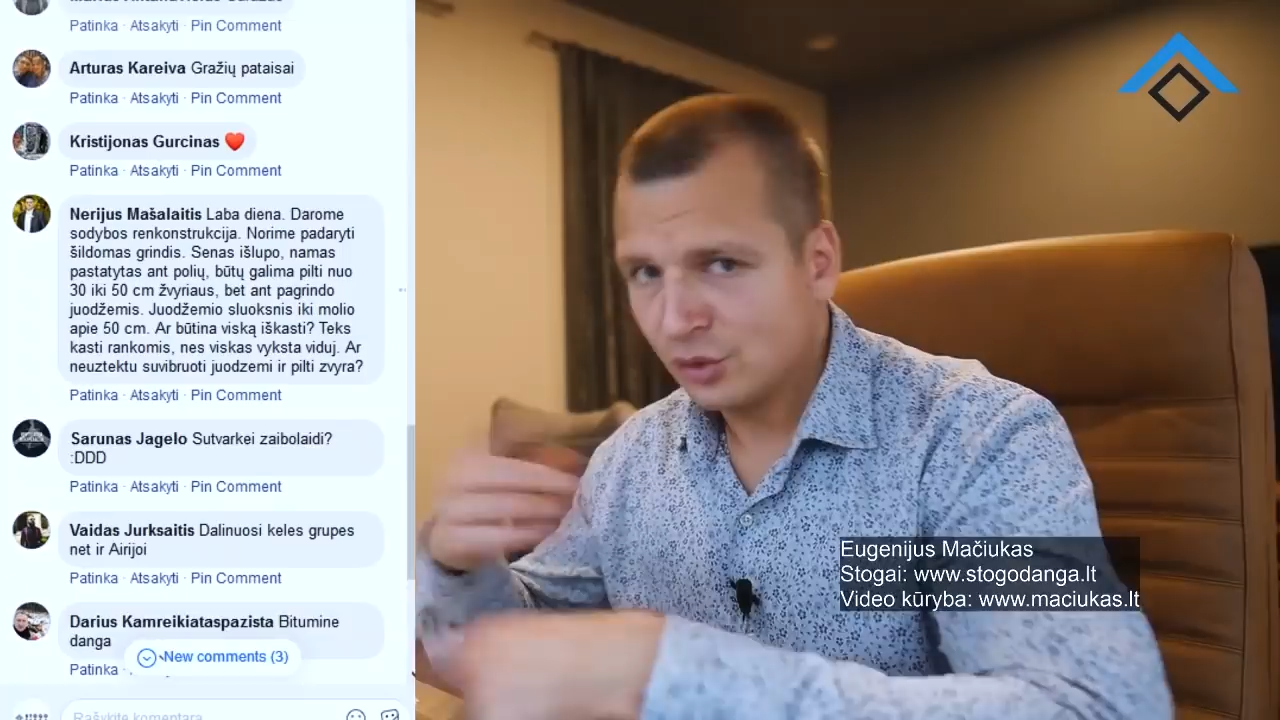 Patinka · Atsakyti · Pin Comment
Arturas Kareiva Gražių pataisai
Patinka · Atsakyti · Pin Comment
Kristijonas Gurcinas ❤️
Patinka · Atsakyti · Pin Comment
Nerijus Mašalaitis Laba diena. Darome
sodybos renkonstrukcija. Norime padaryti
šildomas grindis. Senas išlupo, namas
pastatytas ant polių, būtų galima pilti nuo
30 iki 50 cm žvyriaus, bet ant pagrindo
juodžemis. Juodžemio sluoksnis iki molio
apie 50 cm. Ar būtina viską iškasti? Teks
kasti rankomis, nes viskas vyksta viduj. Ar
neuztektu suvibruoti juodzemi ir pilti zvyra?
Patinka · Atsakyti · Pin Comment
Sarunas Jagelo Sutvarkei zaibolaidi?
:DDD
Patinka · Atsakyti · Pin Comment
Vaidas Jurksaitis Dalinuosi keles grupes
net ir Airijoi
Patinka · Atsakyti · Pin Comment
Darius Kamreikiataspazista Bitumine
danga
New comments (3)
Patinka ·
Rašykite komentarą
Eugenijus Mačiukas
Stogai: www.stogodanga.lt
Video kūryba: www.maciukas.lt